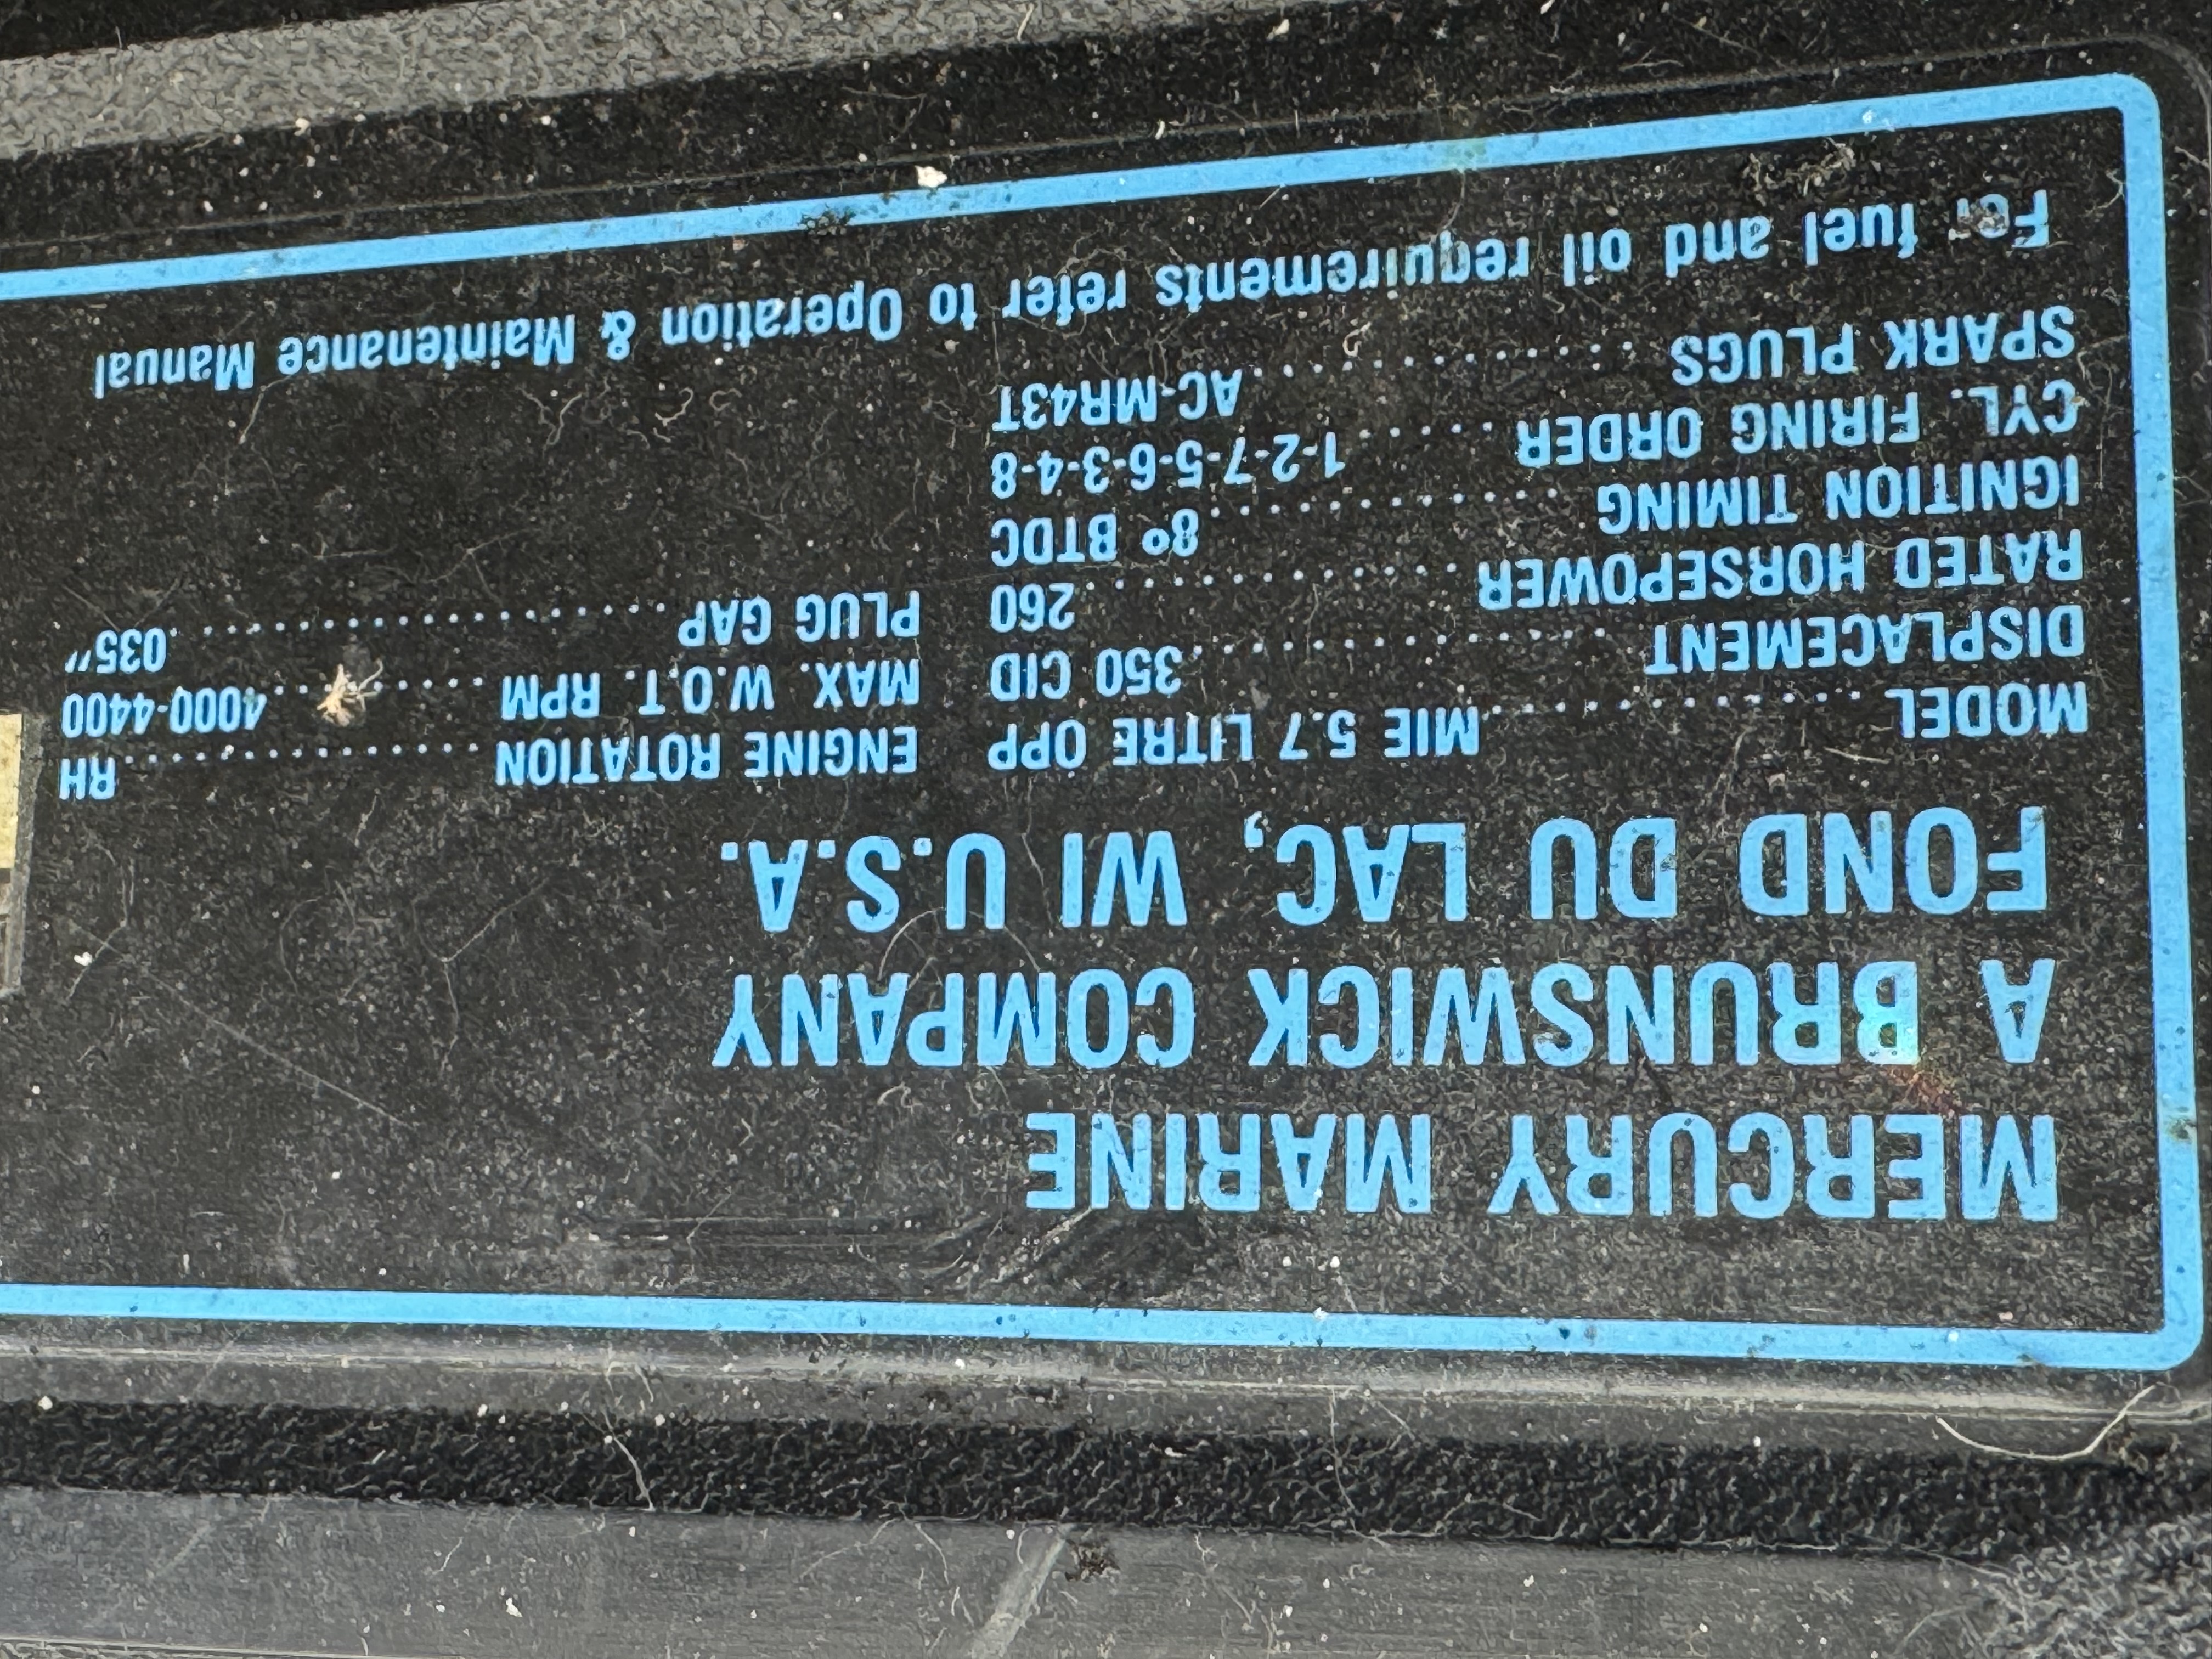 MERCURY MARINE
A BRUNSWICK COMPANY
FOND DU LAC, WI U.S.A.
MODEL............MIE 5.7 LITRE OPP ENGINE ROTATION............RH
DISPLACEMENT............350 CID MAX. W.O.T. RPM............4000-4400
RATED HORSEPOWER............260 PLUG GAP............035"
IGNITION TIMING............8° BTDC
CYL. FIRING ORDER......1-2-7-5-6-3-4-8
SPARK PLUGS............AC-MR43T
For fuel and oil requirements refer to Operation & Maintenance Manual